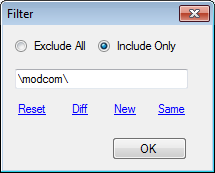 Filter
Exclude All Include Only
\modcom\
Reset Diff New Same
OK